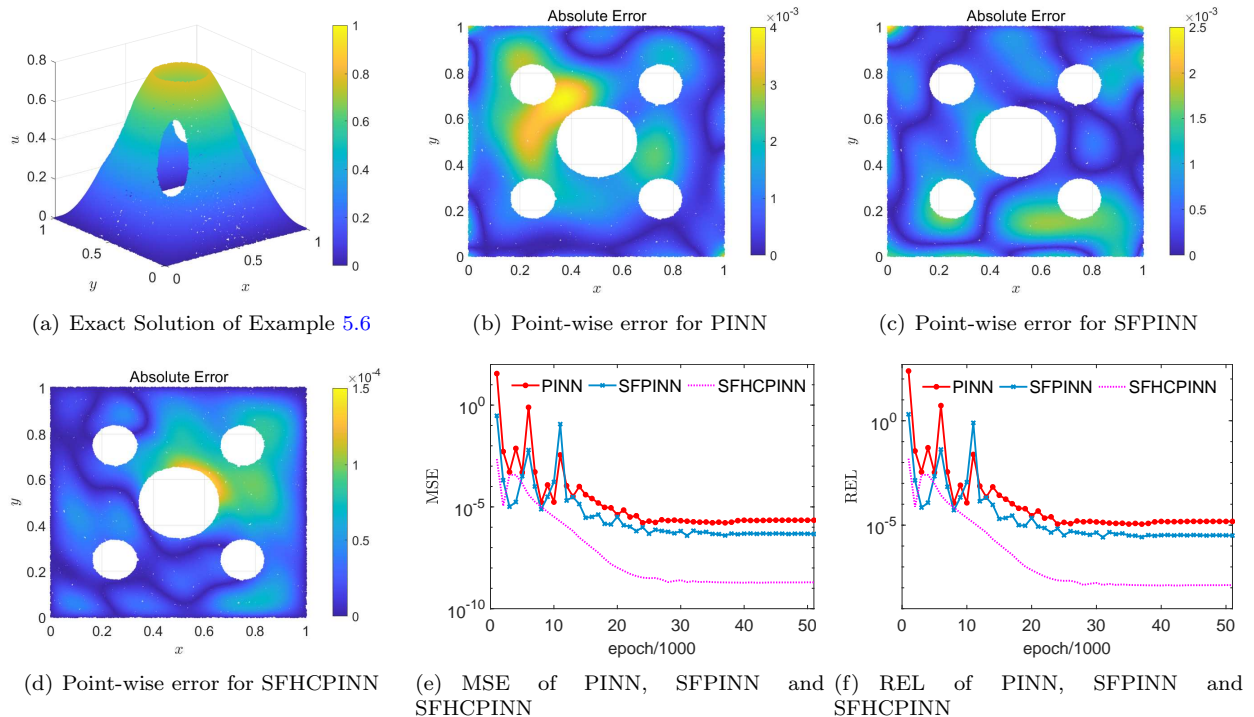 Absolute Error
×10⁻³
Absolute Error
×10⁻³
1
0.8
0.6
0.4
0.2
0
u
0.8
0.6
0.4
0.2
0
1
0.5
0
y
0
0.5
1
x
y
1
0.8
0.6
0.4
0.2
0
0.2
0.4
0.6
0.8
1
x
4
3
2
1
0
y
1
0.8
0.6
0.4
0.2
0
0.2
0.4
0.6
0.8
1
x
2.5
2
1.5
1
0.5
0
(a) Exact Solution of Example 5.6
(b) Point-wise error for PINN
(c) Point-wise error for SFPINN
Absolute Error
×10⁻⁴
y
1
0.8
0.6
0.4
0.2
0
0
0.2
0.4
0.6
0.8
1
x
1.5
1
0.5
0
PINN SFPINN SFHCPINN
MSE
10⁰
10⁻⁵
10⁻¹⁰
0 10 20 30 40 50
epoch/1000
PINN SFPINN SFHCPINN
REL
10⁰
10⁻⁵
0 10 20 30 40 50
epoch/1000
(d) Point-wise error for SFHCPINN
(e) MSE of PINN, SFPINN and
SFHCPINN
(f) REL of PINN, SFPINN and
SFHCPINN